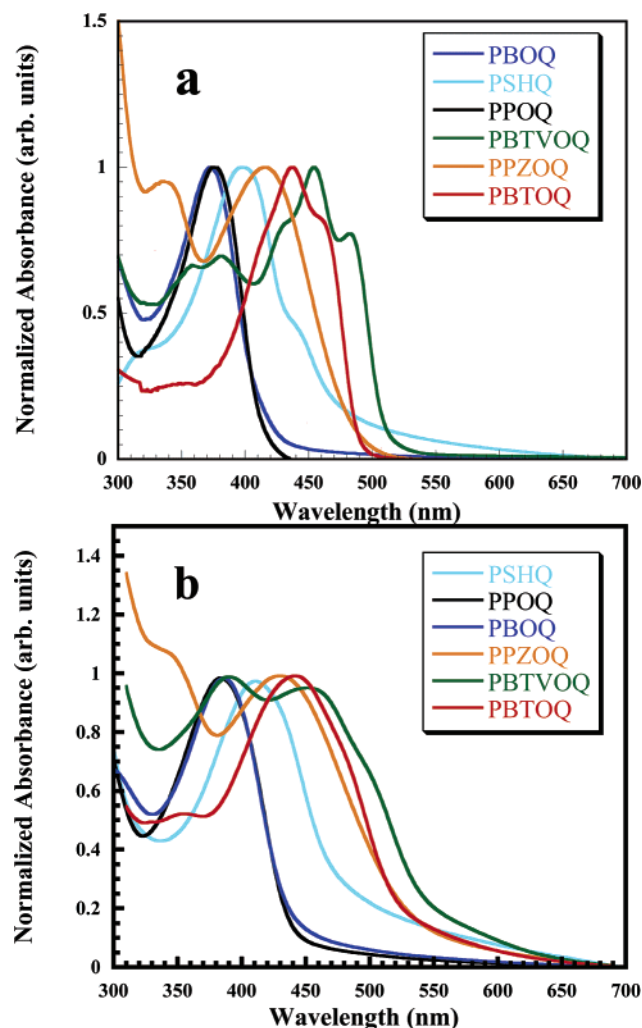 1.5
a
PBOQ
PSHQ
PPOQ
PBTVOQ
PPZOQ
PBTOQ
1
0.5
0
Normalized Absorbance (arb. units)
300 350 400 450 500 550 600 650 700
Wavelength (nm)
1.4
b
PSHQ
PPOQ
PBOQ
PPZOQ
PBTVOQ
PBTOQ
1.2
1
0.8
0.6
0.4
0.2
0
Normalized Absorbance (arb. units)
300 350 400 450 500 550 600 650 700
Wavelength (nm)